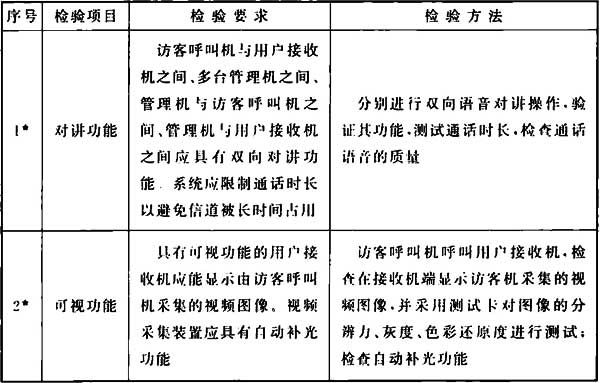 序号 检验项目 检验要求 检验方法
1* 对讲功能
访客呼叫机与用户接收
机之间、多台管理机之间、
管理机与访客呼叫机之
间、管理机与用户接收机
之间应具有双向对讲功
能。系统应限制通话时长
以避免信道被长时间占用
分别进行双向语音对讲操作,验
证其功能,测试通话时长,检查通话
语音的质量
2* 可视功能
具有可视功能的用户接
收机应能显示由访客呼叫
机采集的视频图像。视频
采集装置应具有自动补光
功能
访客呼叫机呼叫用户接收机,检
查在接收机端显示访客机采集的视
频图像,并采用测试卡对图像的分
辨力、灰度、色彩还原度进行测试;
检查自动补光功能